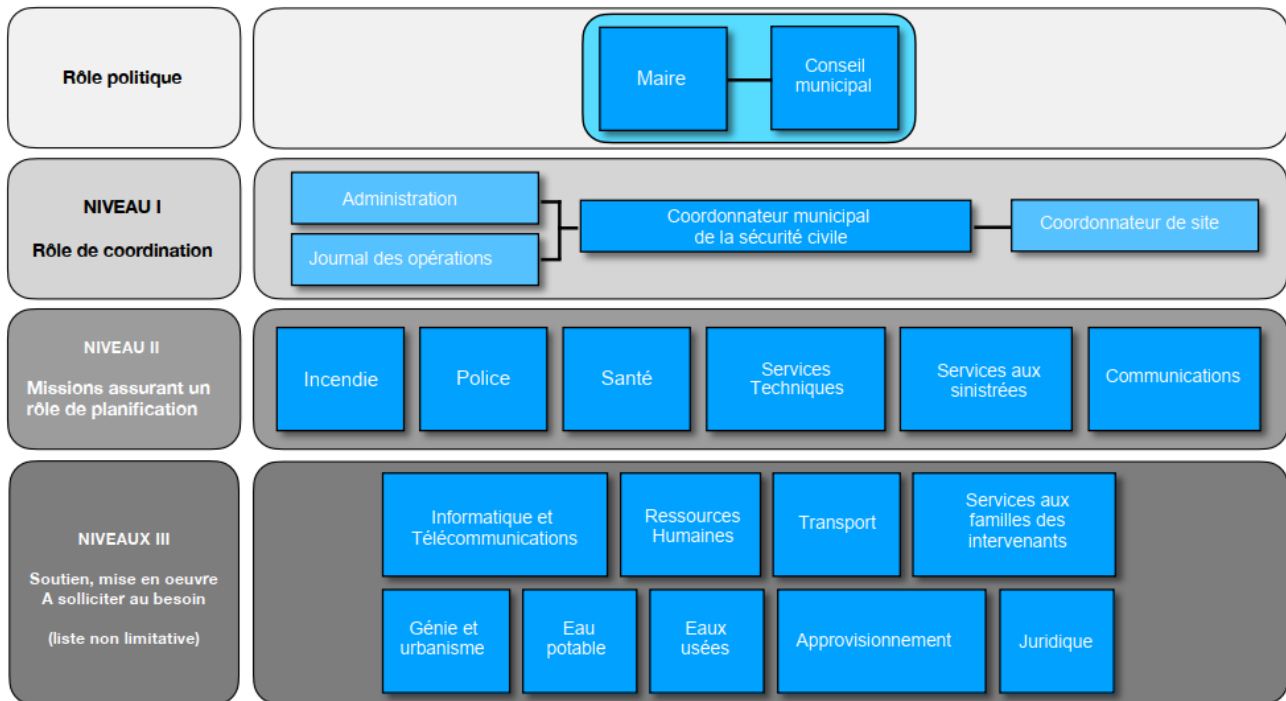 Rôle politique
Maire
Conseil
municipal
NIVEAU I
Rôle de coordination
Administration
Journal des opérations
Coordonnateur municipal
de la sécurité civile
Coordonnateur de site
NIVEAU II
Missions assurant un
rôle de planification
Incendie
Police
Santé
Services
Techniques
Services aux
sinistrées
Communications
NIVEAUX III
Soutien, mise en oeuvre
A solliciter au besoin
(liste non limitative)
Informatique et
Télécommunications
Ressources
Humaines
Transport
Services aux
familles des
intervenants
Génie et
urbanisme
Eau
potable
Eaux
usées
Approvisionnement
Juridique